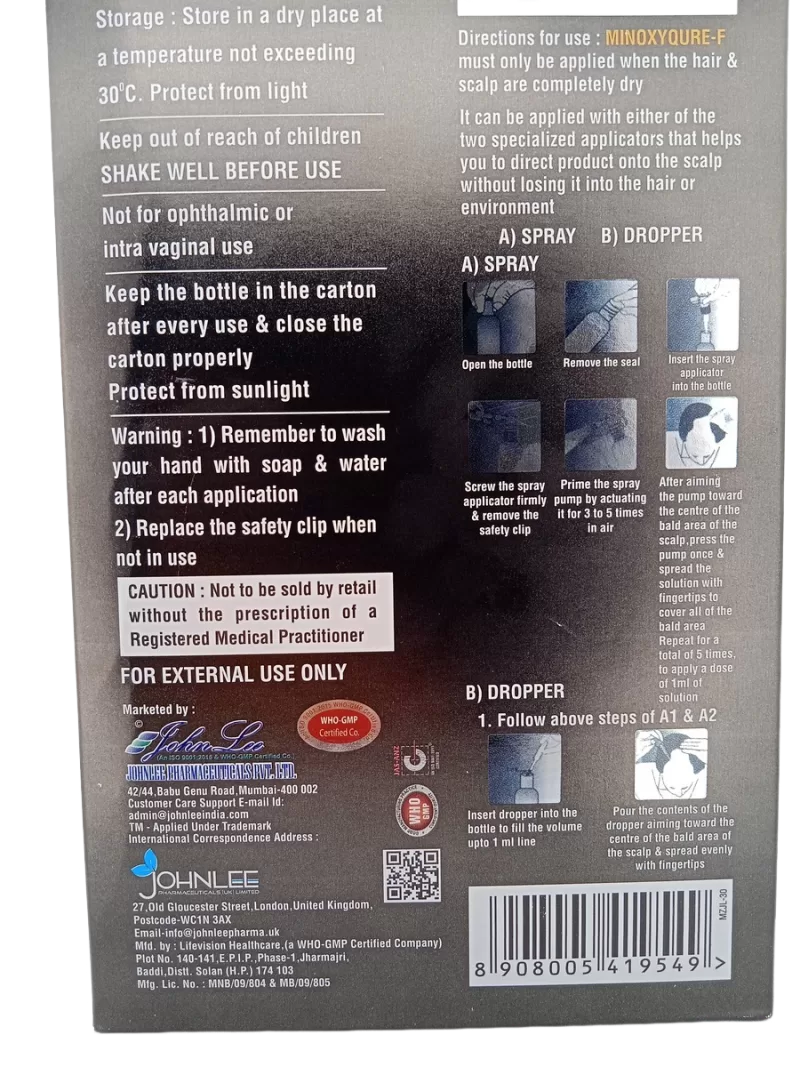 Storage : Store in a dry place at
a temperature not exceeding
30°C. Protect from light
Keep out of reach of children
SHAKE WELL BEFORE USE
Not for ophthalmic or
intra vaginal use
Keep the bottle in the carton
after every use & close the
carton properly
Protect from sunlight
Warning : 1) Remember to wash
your hand with soap & water
after each application
2) Replace the safety clip when
not in use
CAUTION : Not to be sold by retail
without the prescription of a
Registered Medical Practitioner
FOR EXTERNAL USE ONLY
Marketed by :
©
John Lee
(An ISO 9001:2015 & WHO-GMP Certified Co.)
JOHNLEE PHARMACEUTICALS PVT. LTD.
42/44,Babu Genu Road,Mumbai-400 002
Customer Care Support E-mail Id:
admin@johnleeindia.com
TM - Applied Under Trademark
International Correspondence Address :
WHO-GMP
Certified Co.
JAS-ANZ
WHO
GMP
JOHNLEE
PHARMACEUTICALS (UK) LIMITED
27,Old Gloucester Street,London,United Kingdom,
Postcode-WC1N 3AX
Email-info@johnleepharma.uk
Mfd. by : Lifevision Healthcare,(a WHO-GMP Certified Company)
Plot No. 140-141,E.P.I.P.,Phase-1,Jharmajri,
Baddi,Distt. Solan (H.P.) 174 103
Mfg. Lic. No. : MNB/09/804 & MB/09/805
Directions for use : MINOXYQURE-F
must only be applied when the hair &
scalp are completely dry
It can be applied with either of the
two specialized applicators that helps
you to direct product onto the scalp
without losing it into the hair or
environment
A) SPRAY B) DROPPER
A) SPRAY
Open the bottle
Remove the seal
Insert the spray
applicator
into the bottle
Screw the spray
applicator firmly
& remove the
safety clip
Prime the spray
pump by actuating
it for 3 to 5 times
in air
After aiming
the pump toward
the centre of the
bald area of the
scalp,press the
pump once &
spread the
solution with
fingertips to
cover all of the
bald area
Repeat for a
total of 5 times,
to apply a dose
of 1ml of
solution
B) DROPPER
1. Follow above steps of A1 & A2
Insert dropper into the
bottle to fill the volume
upto 1 ml line
Pour the contents of the
dropper aiming toward the
centre of the bald area of
the scalp & spread evenly
with fingertips
MZJL-30
8 908005 419549 >